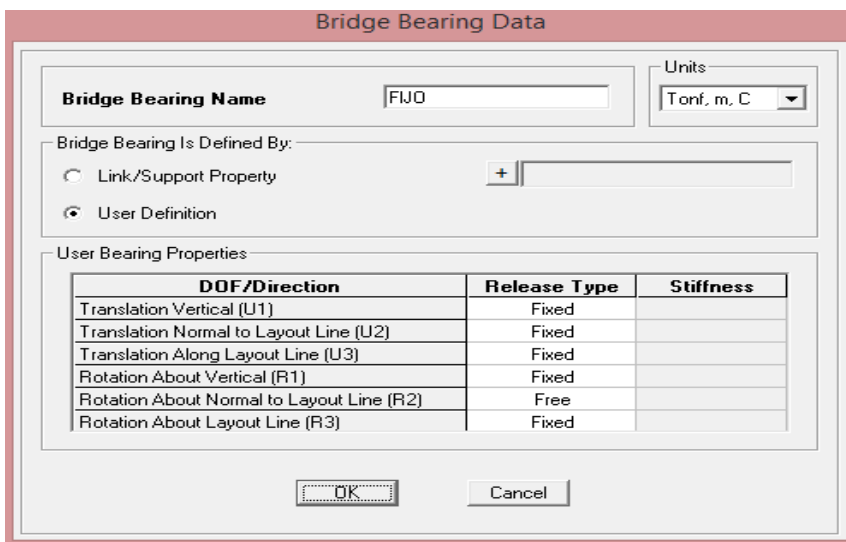 Bridge Bearing Data
Units
Bridge Bearing Name FIJO Tonf, m, C
Bridge Bearing Is Defined By:
Link/Support Property +
User Definition
User Bearing Properties
DOF/Direction Release Type Stiffness
Translation Vertical (U1) Fixed
Translation Normal to Layout Line (U2) Fixed
Translation Along Layout Line (U3) Fixed
Rotation About Vertical (R1) Fixed
Rotation About Normal to Layout Line (R2) Free
Rotation About Layout Line (R3) Fixed
OK Cancel